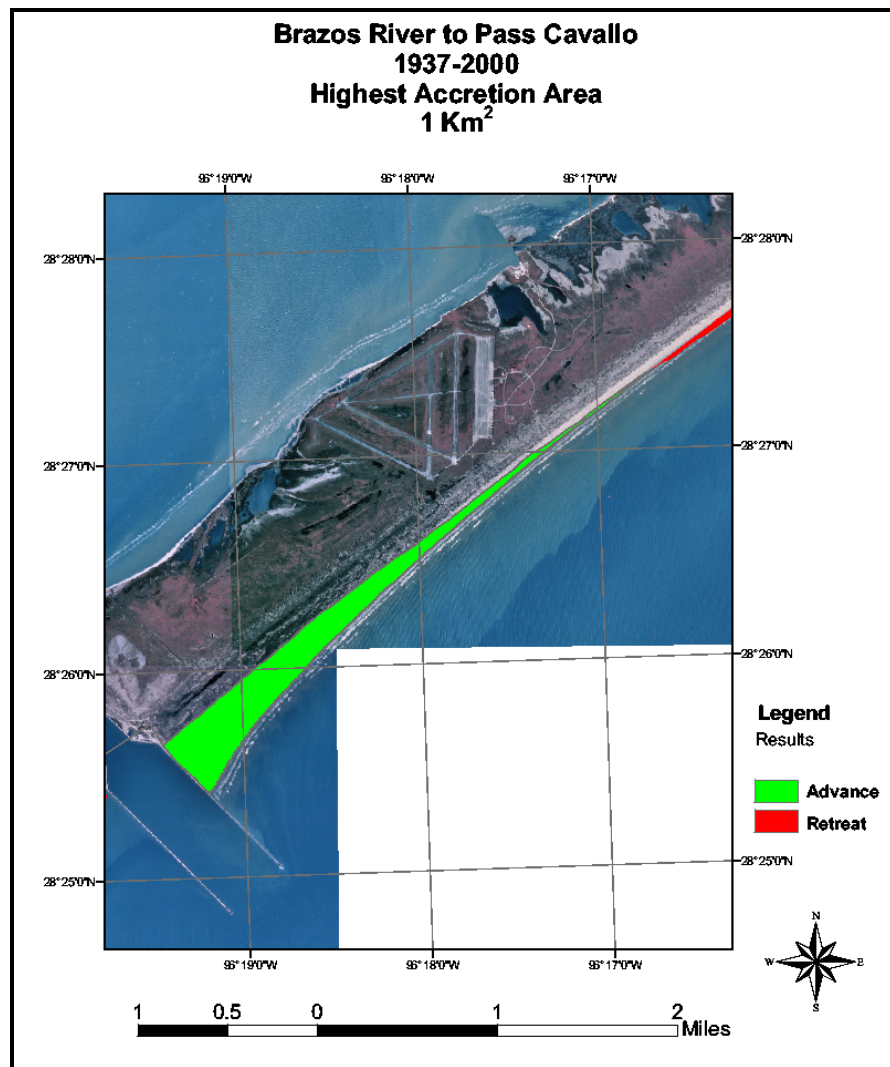 Brazos River to Pass Cavallo
1937-2000
Highest Accretion Area
1 Km²
96°19'0"W 96°18'0"W 96°17'0"W
28°28'0"N 28°28'0"N
28°27'0"N 28°27'0"N
28°26'0"N 28°26'0"N
Legend
Results
Advance
Retreat
28°25'0"N 28°25'0"N
96°19'0"W 96°18'0"W 96°17'0"W
N
W E
S
1 0.5 0 1 2 Miles